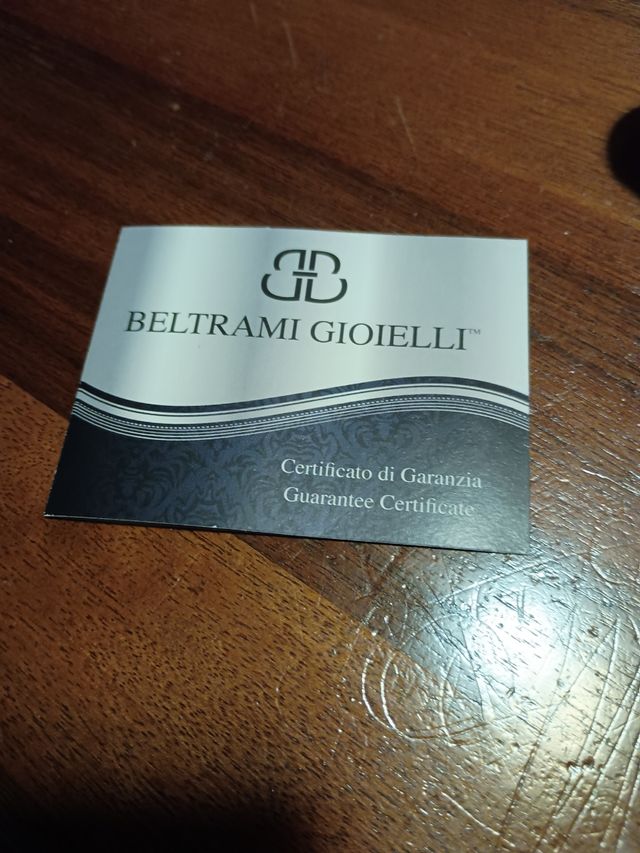 BELTRAMI GIOIELLI™
Certificato di Garanzia
Guarantee Certificate